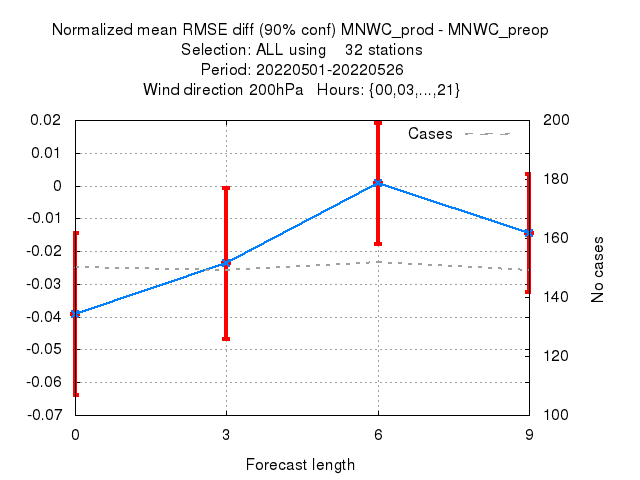 Normalized mean RMSE diff (90% conf) MNWC_prod - MNWC_preop
Selection: ALL using    32 stations
Period: 20220501-20220526
Wind direction 200hPa   Hours: {00,03,...,21}
Cases
0.02
0.01
0
-0.01
-0.02
-0.03
-0.04
-0.05
-0.06
-0.07
200
180
160
140
120
100
No cases
0
3
6
9
Forecast length